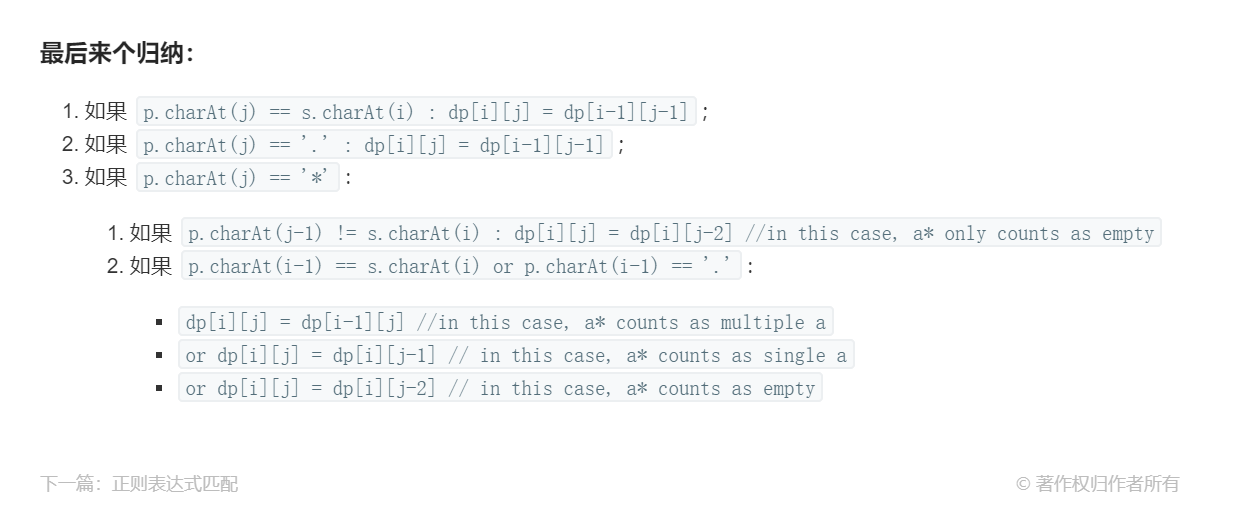 最后来个归纳：
1. 如果 p.charAt(j) == s.charAt(i) : dp[i][j] = dp[i-1][j-1] ；
2. 如果 p.charAt(j) == '.' : dp[i][j] = dp[i-1][j-1] ；
3. 如果 p.charAt(j) == '*' ：
1. 如果 p.charAt(j-1) != s.charAt(i) : dp[i][j] = dp[i][j-2] //in this case, a* only counts as empty
2. 如果 p.charAt(i-1) == s.charAt(i) or p.charAt(i-1) == '.' ：
▪ dp[i][j] = dp[i-1][j] //in this case, a* counts as multiple a
▪ or dp[i][j] = dp[i][j-1] // in this case, a* counts as single a
▪ or dp[i][j] = dp[i][j-2] // in this case, a* counts as empty
下一篇：正则表达式匹配
© 著作权归作者所有